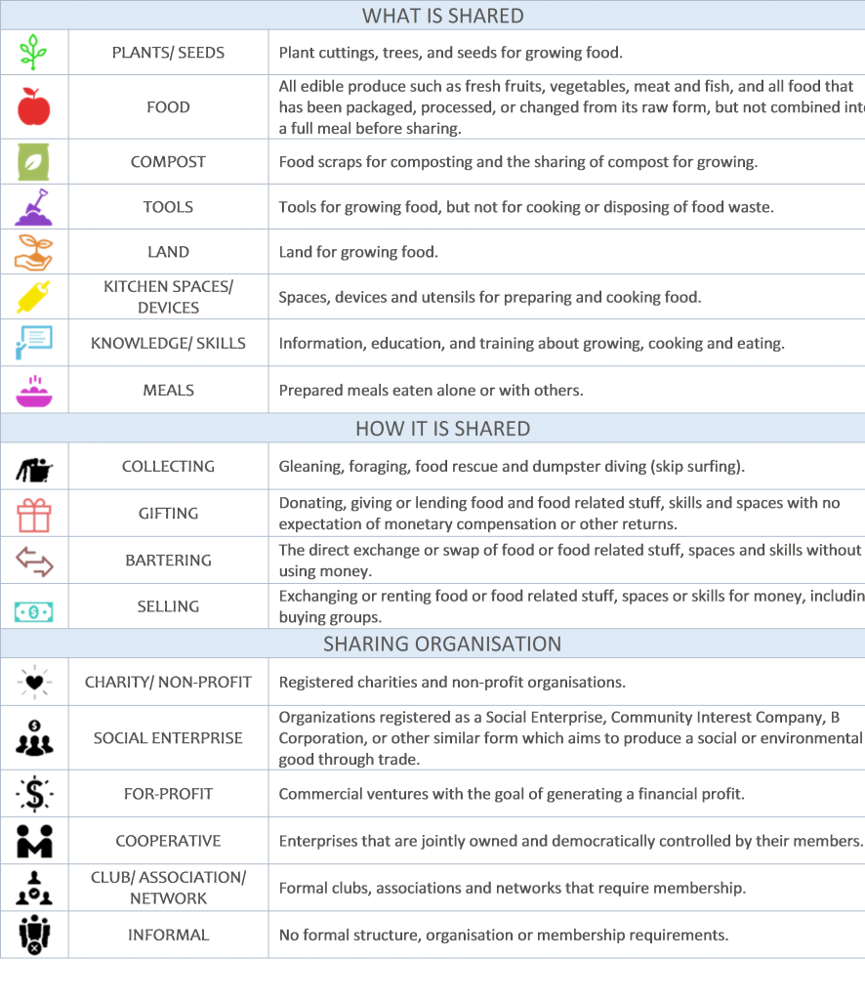 WHAT IS SHARED
PLANTS/ SEEDS
Plant cuttings, trees, and seeds for growing food.
FOOD
All edible produce such as fresh fruits, vegetables, meat and fish, and all food that
has been packaged, processed, or changed from its raw form, but not combined
a full meal before sharing.
COMPOST
Food scraps for composting and the sharing of compost for growing.
TOOLS
Tools for growing food, but not for cooking or disposing of food waste.
LAND
Land for growing food.
KITCHEN SPACES/
DEVICES
Spaces, devices and utensils for preparing and cooking food.
KNOWLEDGE/ SKILLS
Information, education, and training about growing, cooking and eating.
MEALS
Prepared meals eaten alone or with others.
HOW IT IS SHARED
COLLECTING
Gleaning, foraging, food rescue and dumpster diving (skip surfing).
GIFTING
Donating, giving or lending food and food related stuff, skills and spaces with no
expectation of monetary compensation or other returns.
BARTERING
The direct exchange or swap of food or food related stuff, spaces and skills without
using money.
SELLING
Exchanging or renting food or food related stuff, spaces or skills for money,
buying groups.
SHARING ORGANISATION
CHARITY/ NON-PROFIT
Registered charities and non-profit organisations.
SOCIAL ENTERPRISE
Organizations registered as a Social Enterprise, Community Interest Company, B
Corporation, or other similar form which aims to produce a social or environmental
good through trade.
FOR-PROFIT
Commercial ventures with the goal of generating a financial profit.
COOPERATIVE
Enterprises that are jointly owned and democratically controlled by their members.
CLUB/ ASSOCIATION/
NETWORK
Formal clubs, associations and networks that require membership.
INFORMAL
No formal structure, organisation or membership requirements.